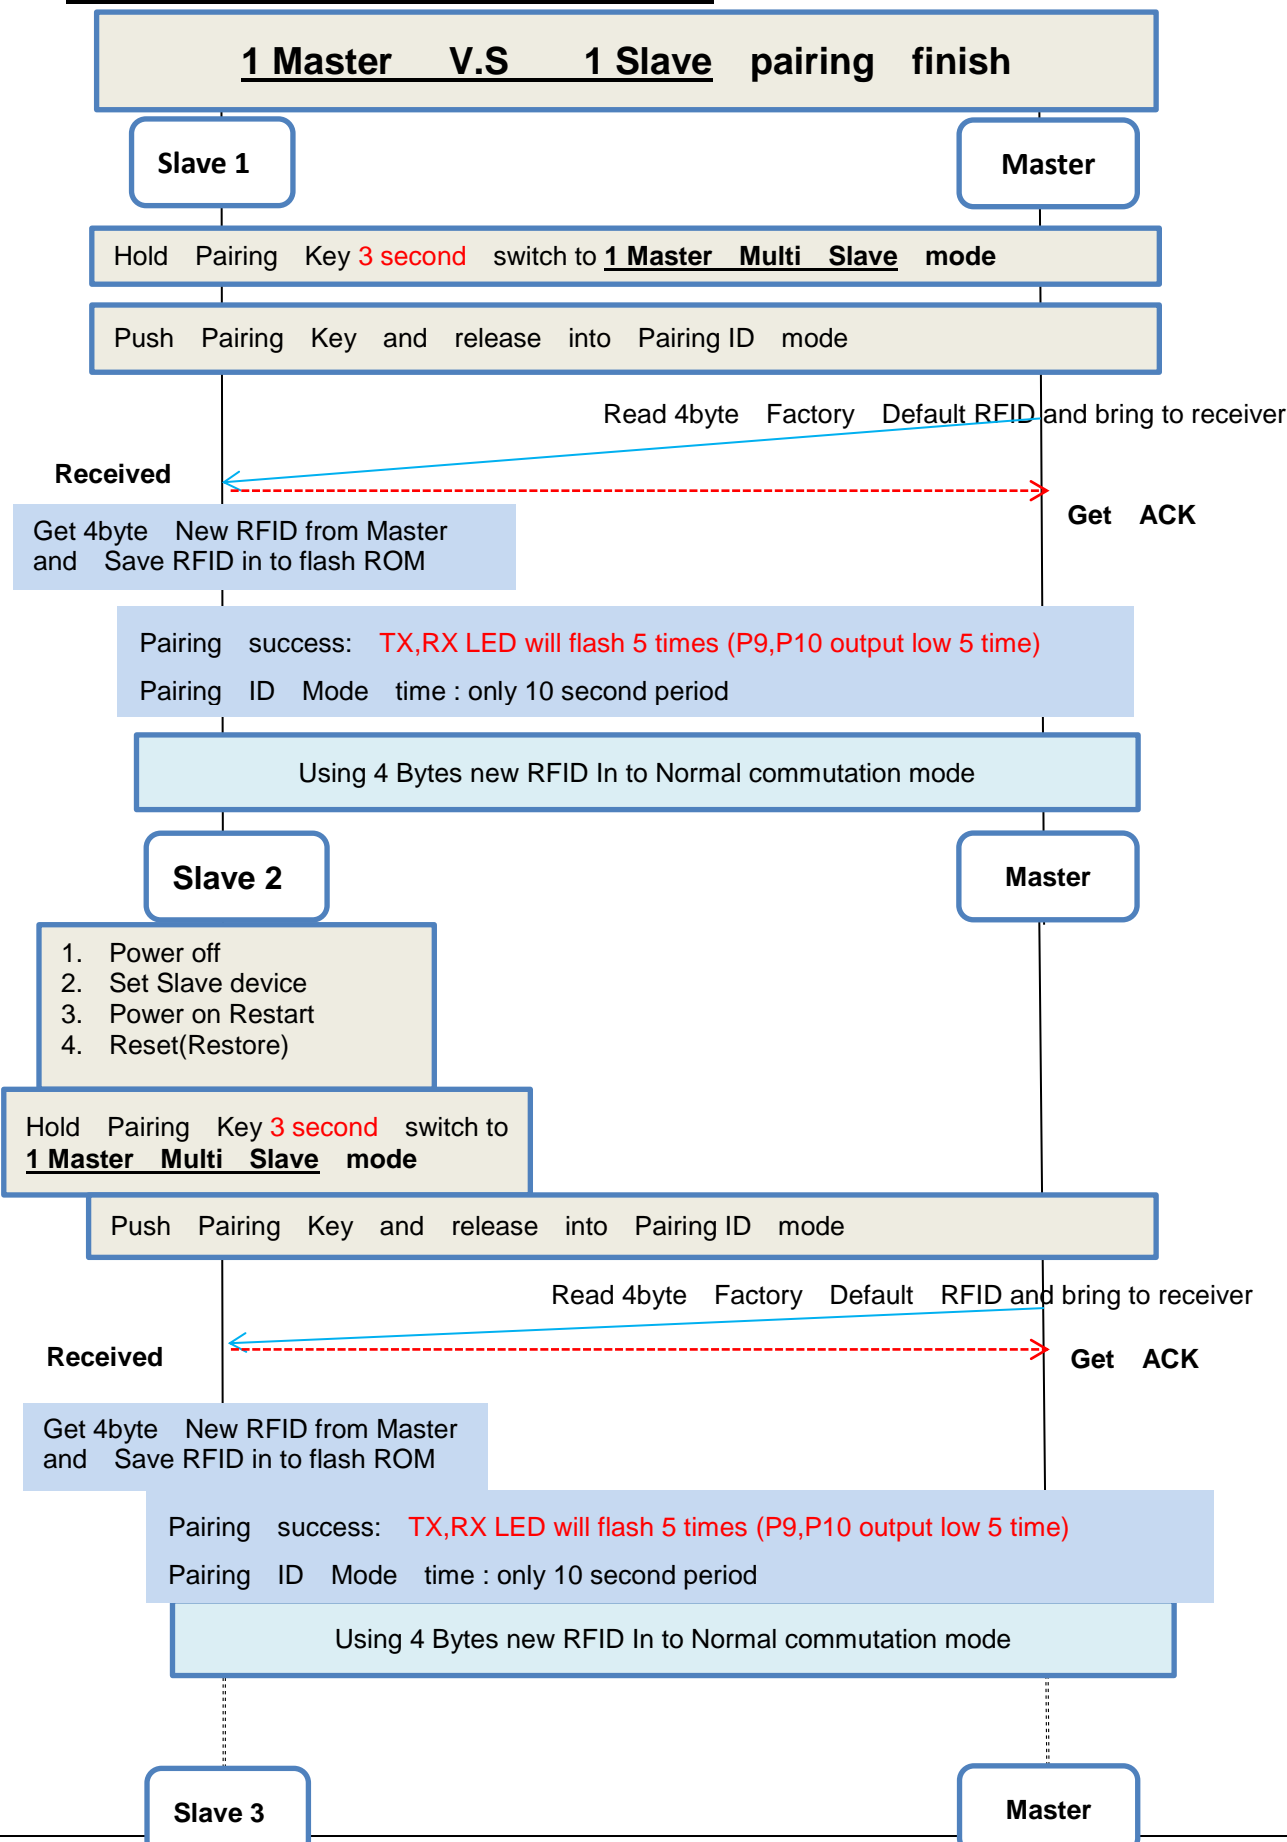 1 Master V.S 1 Slave pairing finish
Slave 1
Master
Hold Pairing Key 3 second switch to 1 Master Multi Slave mode
Push Pairing Key and release into Pairing ID mode
Read 4byte Factory Default RFID and bring to receiver
Received
Get ACK
Get 4byte New RFID from Master
and Save RFID in to flash ROM
Pairing success: TX,RX LED will flash 5 times (P9,P10 output low 5 time)
Pairing ID Mode time : only 10 second period
Using 4 Bytes new RFID In to Normal commutation mode
Slave 2
Master
1. Power off
2. Set Slave device
3. Power on Restart
4. Reset(Restore)
Hold Pairing Key 3 second switch to
1 Master Multi Slave mode
Push Pairing Key and release into Pairing ID mode
Read 4byte Factory Default RFID and bring to receiver
Received
Get ACK
Get 4byte New RFID from Master
and Save RFID in to flash ROM
Pairing success: TX,RX LED will flash 5 times (P9,P10 output low 5 time)
Pairing ID Mode time : only 10 second period
Using 4 Bytes new RFID In to Normal commutation mode
Slave 3
Master